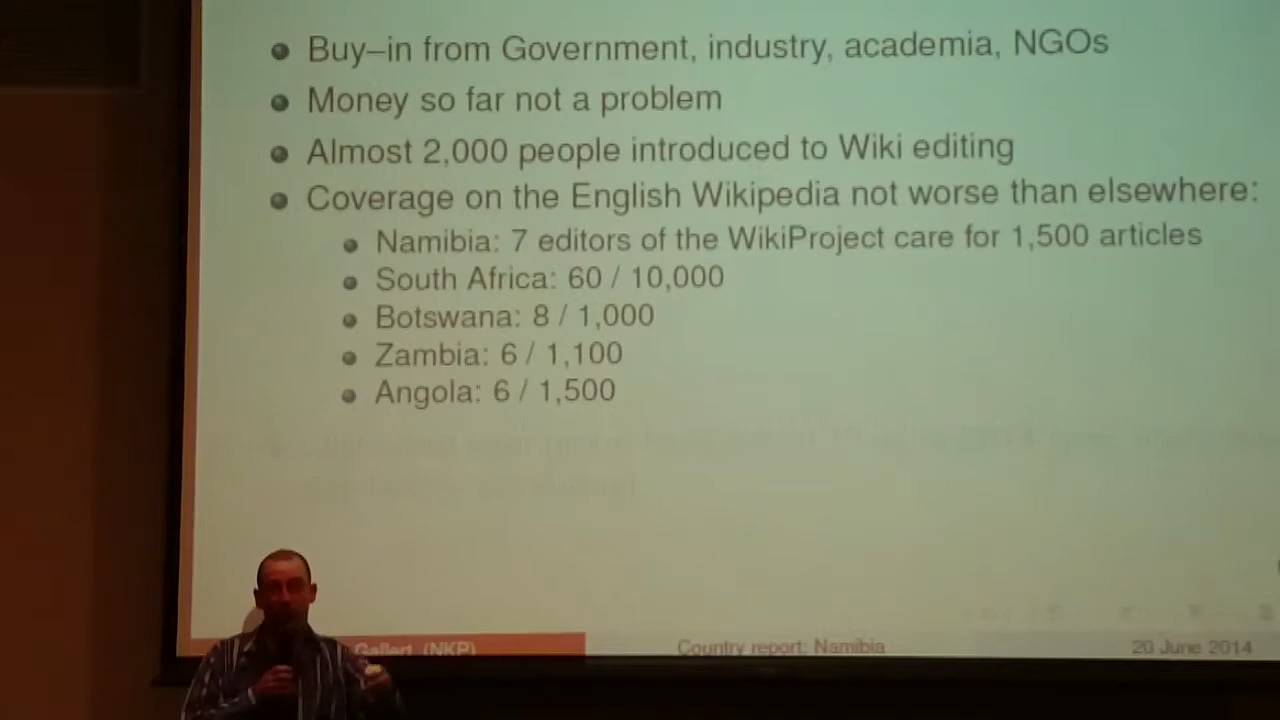 Buy–in from Government, industry, academia, NGOs
Money so far not a problem
Almost 2,000 people introduced to Wiki editing
Coverage on the English Wikipedia not worse than elsewhere:
Namibia: 7 editors of the WikiProject care for 1,500 articles
South Africa: 60 / 10,000
Botswana: 8 / 1,000
Zambia: 6 / 1,100
Angola: 6 / 1,500
Gallert (NKP)
Country report: Namibia
20 June 2014